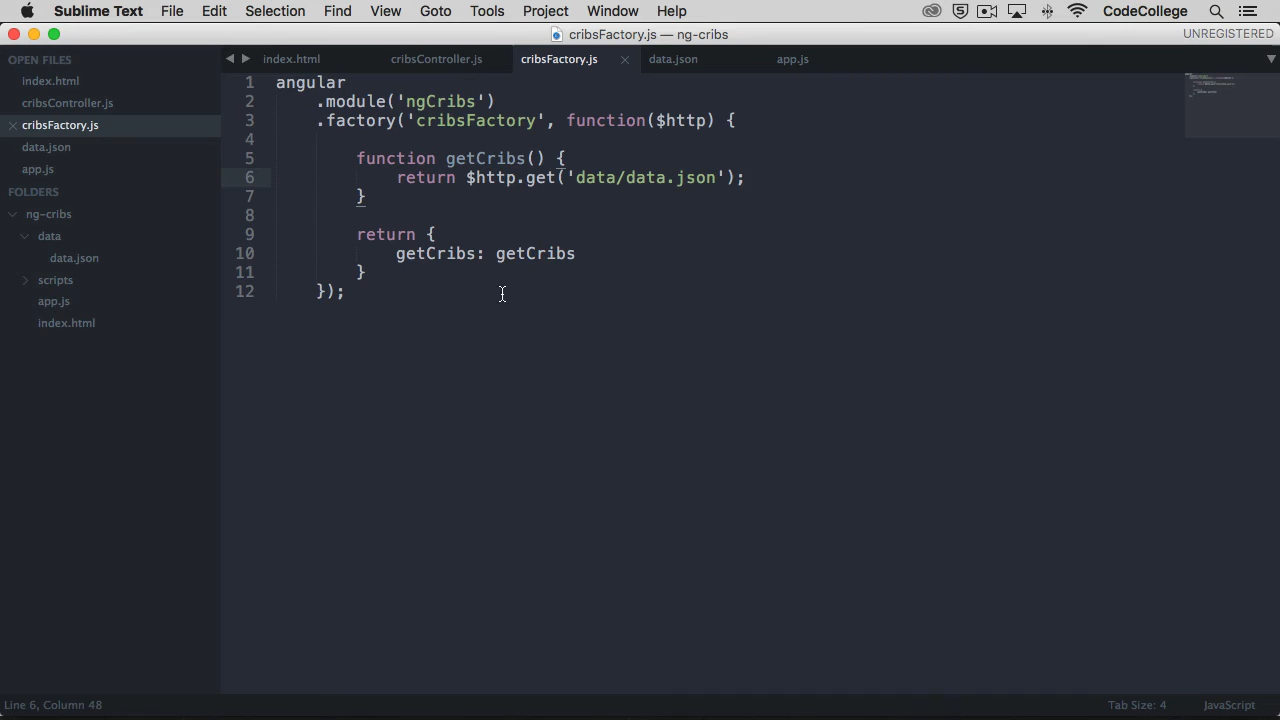 Sublime Text File Edit Selection Find View Goto Tools Project Window Help CodeCollege
cribsFactory.js — ng-cribs UNREGISTERED
OPEN FILES
index.html
cribsController.js
cribsFactory.js
data.json
app.js
FOLDERS
ng-cribs
data
data.json
scripts
app.js
index.html
index.html cribsController.js cribsFactory.js data.json app.js
1 angular
2 .module('ngCribs')
3 .factory('cribsFactory', function($http) {
4
5 function getCribs() {
6 return $http.get('data/data.json');
7 }
8
9 return {
10 getCribs: getCribs
11 }
12 });
Line 6, Column 48 Tab Size: 4 JavaScript